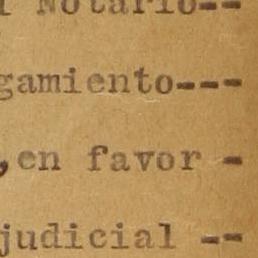 l Notario--
gamiento---
,en favor -
judicial --